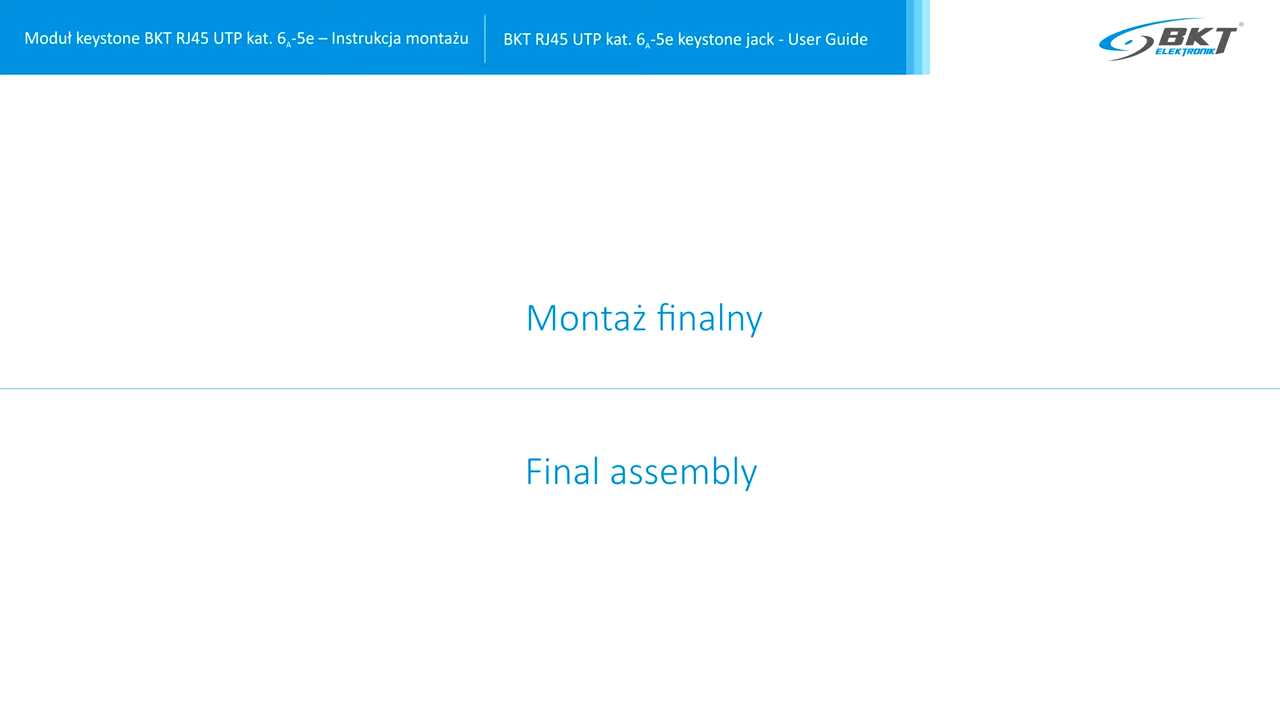 Moduł keystone BKT RJ45 UTP kat. 6A-5e – Instrukcja montażu
BKT RJ45 UTP kat. 6A-5e keystone jack - User Guide
BKT®
ELEKTRONIK
Montaż finalny
Final assembly